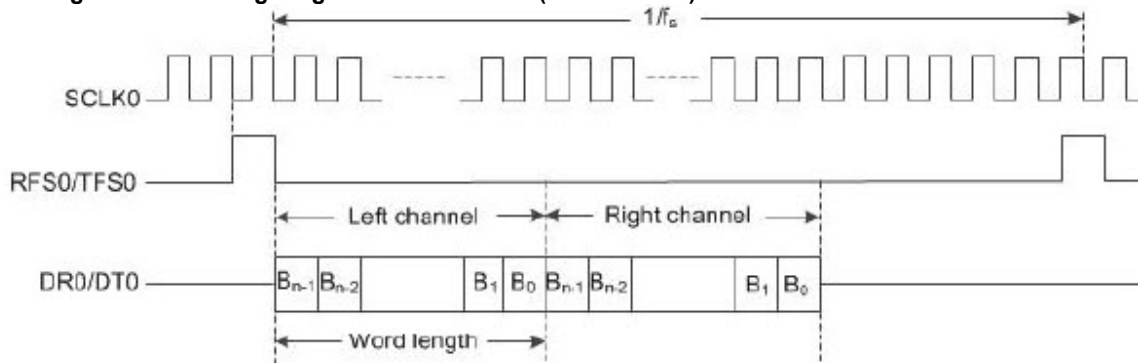 1/fs
SCLK0
RFS0/TFS0
Left channel
Right channel
DR0/DT0
Bn-1 Bn-2 B1 B0 Bn-1 Bn-2 B1 B0
Word length